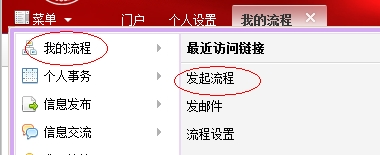 菜单 门户 个人设置 我的流程
我的流程 最近访问链接
个人事务 发起流程
信息发布 发邮件
信息交流 流程设置